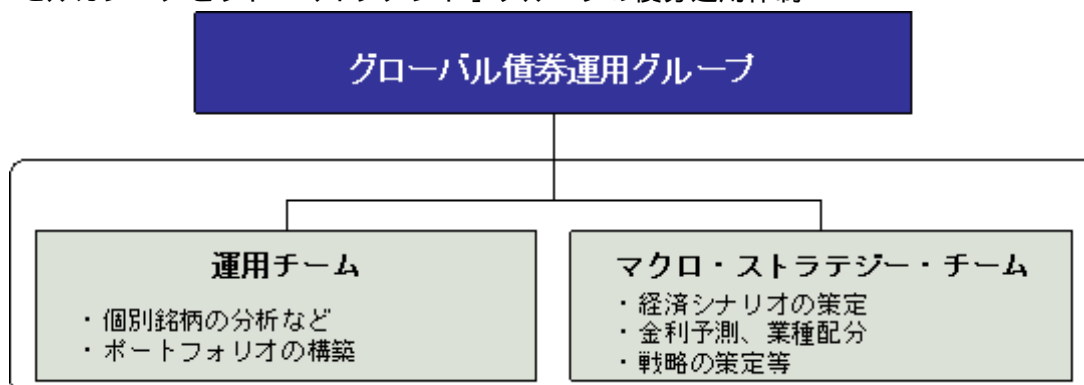 グローバル債券運用グループ
運用チーム
・個別銘柄の分析など
・ポートフォリオの構築
マクロ・ストラテジー・チーム
・経済シナリオの策定
・金利予測、業種配分
・戦略の策定等